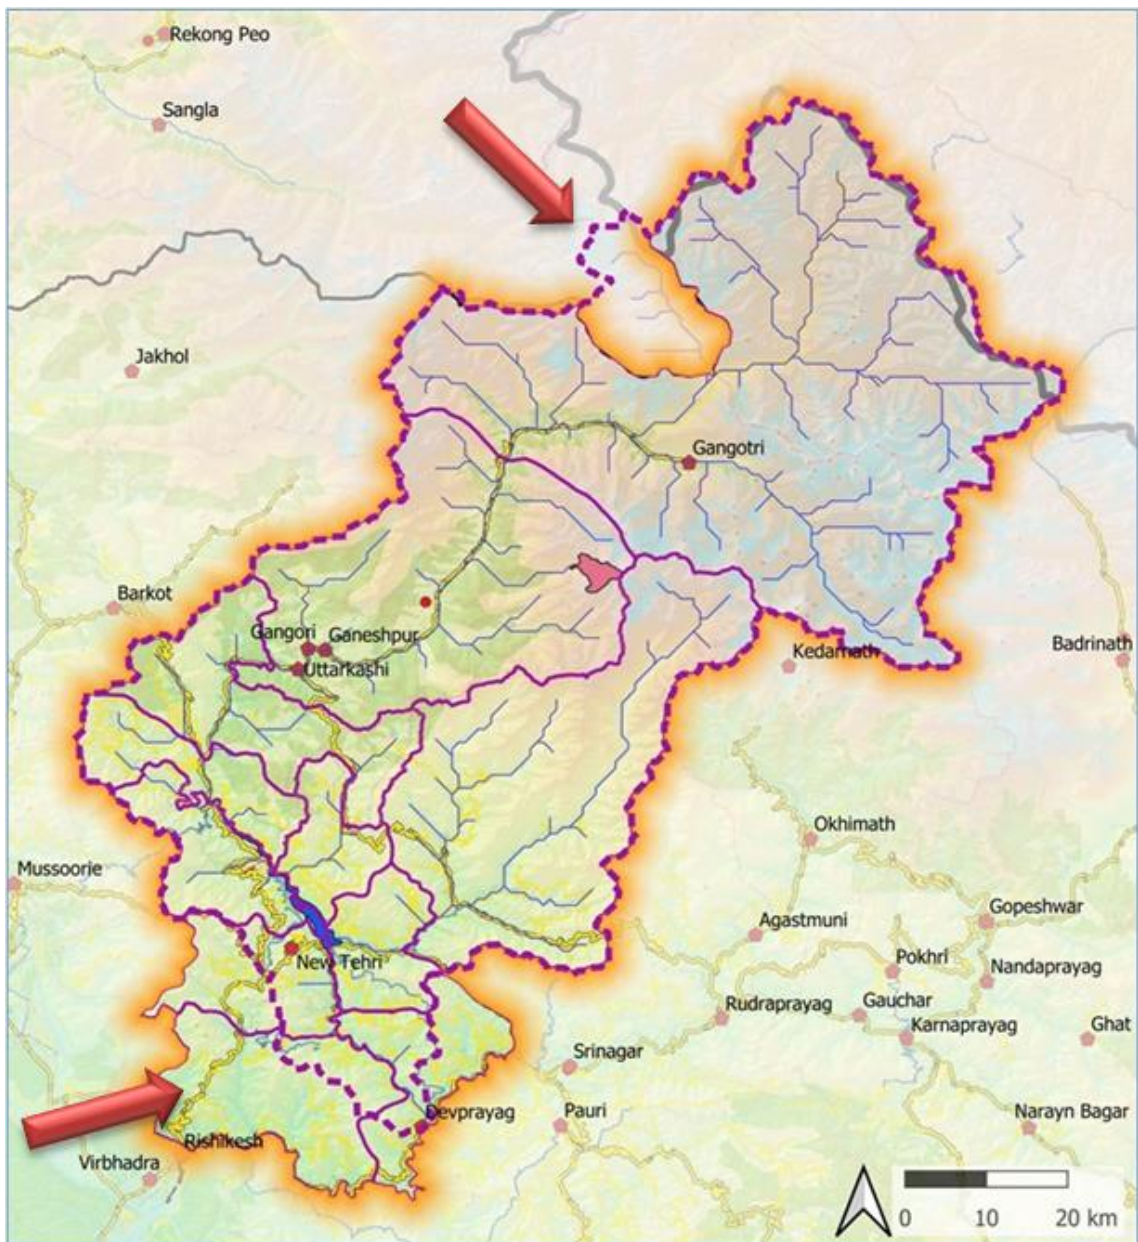 Rekong Peo
Sangla
Jakhol
Gangotri
Barkot
Gangori
Ganeshpur
Uttarkashi
Kedarnath
Badrinath
Okhimath
Mussoorie
Agastmuni
Gopeshwar
New Tehri
Pokhri
Nandaprayag
Rudraprayag
Gauchar
Karnaprayag
Ghat
Srinagar
Devprayag
Pauri
Narayn Bagar
Rishikesh
Virbhadra
0 10 20 km